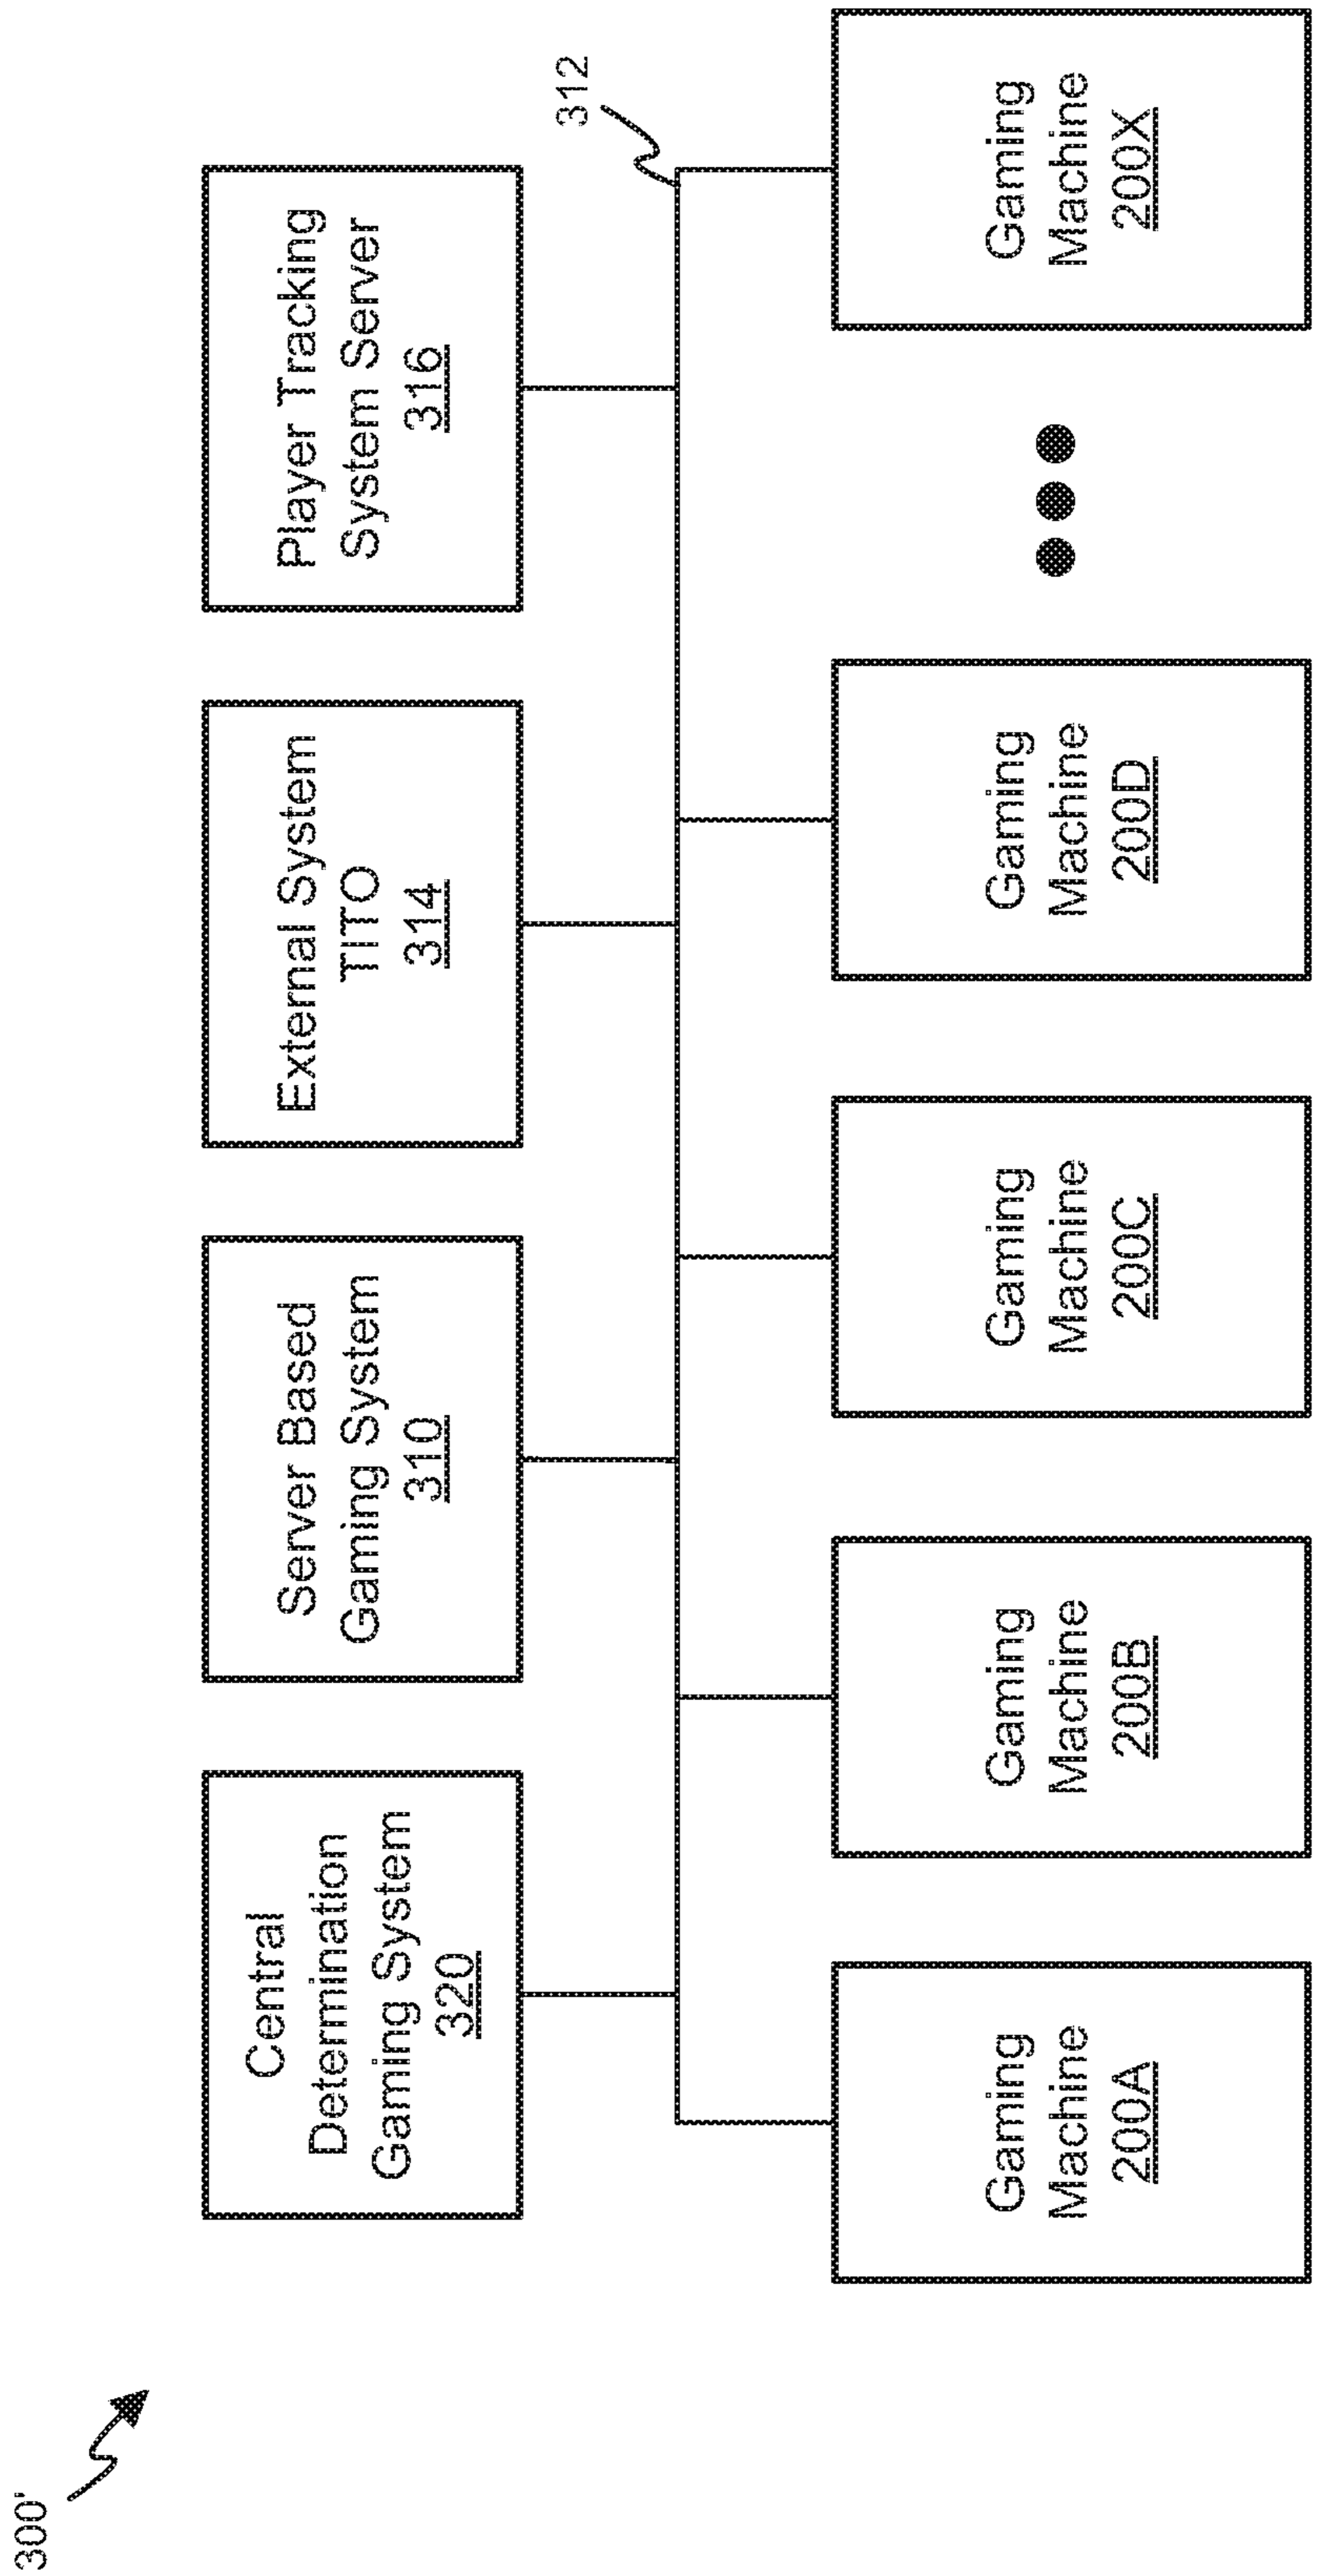 300'
Central
Determination
Gaming System
320
Server Based
Gaming System
310
External System
TITO
314
Player Tracking
System Server
316
312
Gaming
Machine
200A
Gaming
Machine
200B
Gaming
Machine
200C
Gaming
Machine
200D
Gaming
Machine
200X